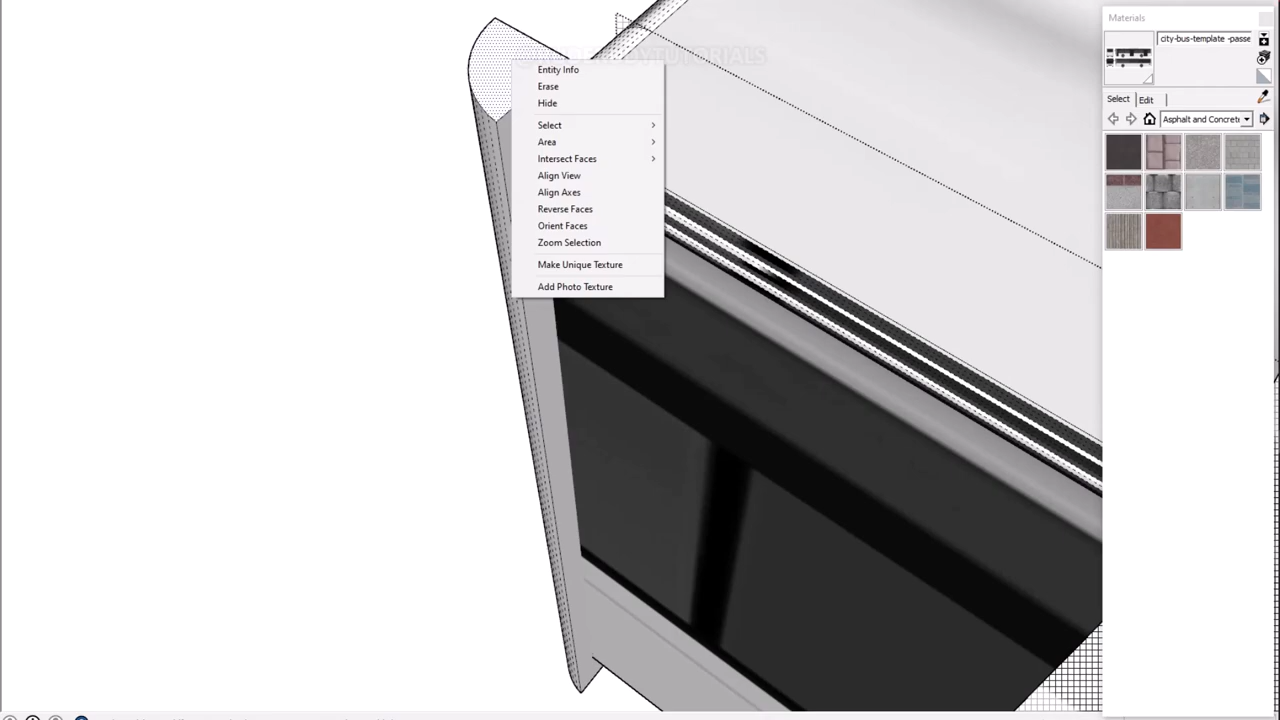 Materials
city-bus-template -passe
Select
Edit
Asphalt and Concrete
Entity Info
Erase
Hide
Select
Area
Intersect Faces
Align View
Align Axes
Reverse Faces
Orient Faces
Zoom Selection
Make Unique Texture
Add Photo Texture